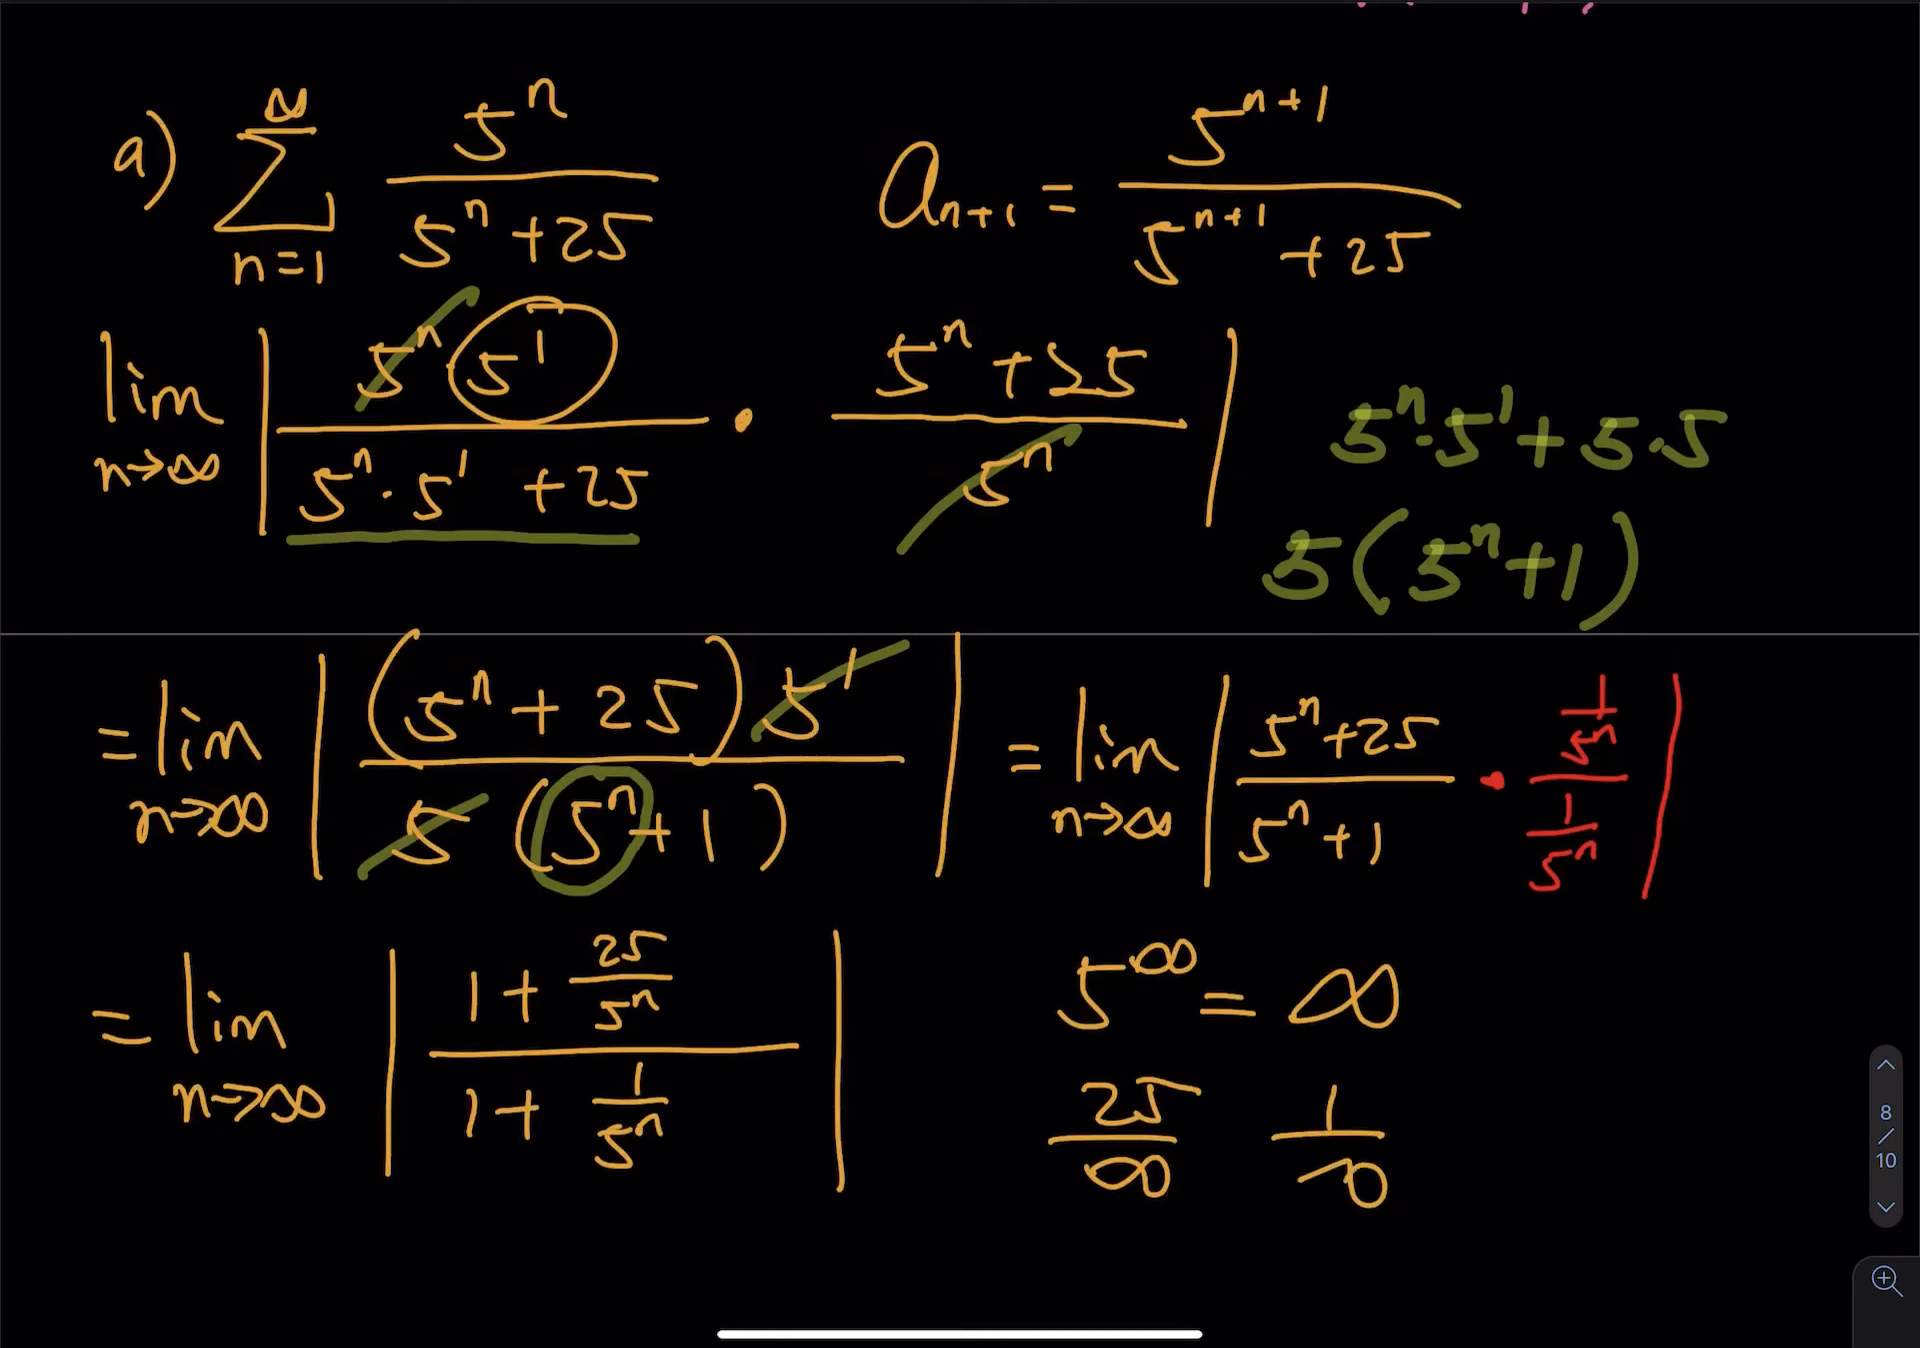 a) ∑_{n=1}^{∞} 5^n / (5^n + 25)    a_{n+1} = 5^{n+1} / (5^{n+1} + 25)
lim_{n→∞} | (5^n · 5^1) / (5^n · 5^1 + 25) · (5^n + 25) / 5^n |
5^n · 5^1 + 5 · 5
5(5^n + 1)
= lim_{n→∞} | (5^n + 25) 5^1 / 5 (5^n + 1) | = lim_{n→∞} | (5^n + 25) / (5^n + 1) · (1/5^n) / (1/5^n) |
= lim_{n→∞} | (1 + 25/5^n) / (1 + 1/5^n) |
5^∞ = ∞
25/∞    1/∞
8
/
10